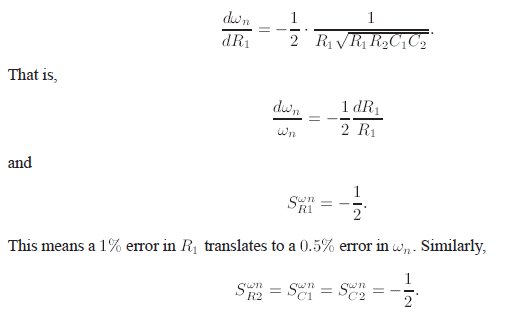 \frac{d\omega_n}{dR_1} = -\frac{1}{2} \cdot \frac{1}{R_1 \sqrt{R_1 R_2 C_1 C_2}}.
That is,
\frac{d\omega_n}{\omega_n} = -\frac{1}{2} \frac{dR_1}{R_1}
and
S_{R1}^{\omega n} = -\frac{1}{2}.
This means a 1% error in R_1 translates to a 0.5% error in \omega_n. Similarly,
S_{R2}^{\omega n} = S_{C1}^{\omega n} = S_{C2}^{\omega n} = -\frac{1}{2}.